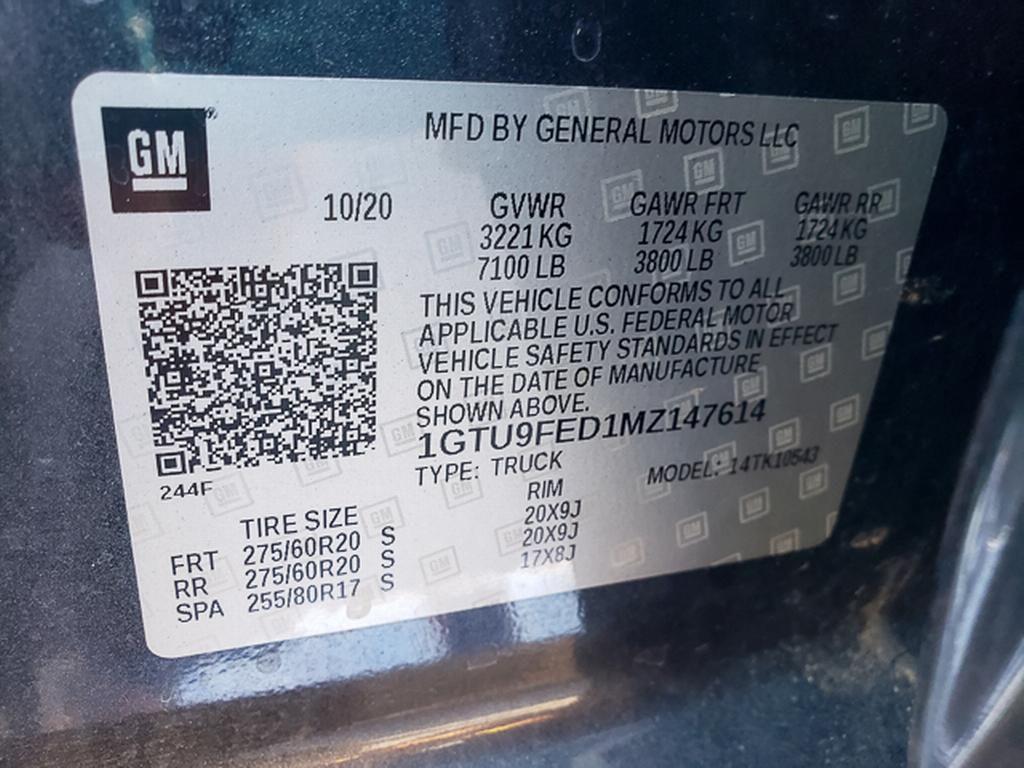 GM
MFD BY GENERAL MOTORS LLC
10/20 GVWR GAWR FRT GAWR RR
3221 KG 1724 KG 1724 KG
7100 LB 3800 LB 3800 LB
THIS VEHICLE CONFORMS TO ALL
APPLICABLE U.S. FEDERAL MOTOR
VEHICLE SAFETY STANDARDS IN EFFECT
ON THE DATE OF MANUFACTURE
SHOWN ABOVE.
1GTU9FED1MZ147614
TYPE: TRUCK MODEL: 14TK10543
244F
TIRE SIZE RIM
FRT 275/60R20 S 20X9J
RR 275/60R20 S 20X9J
SPA 255/80R17 S 17X8J